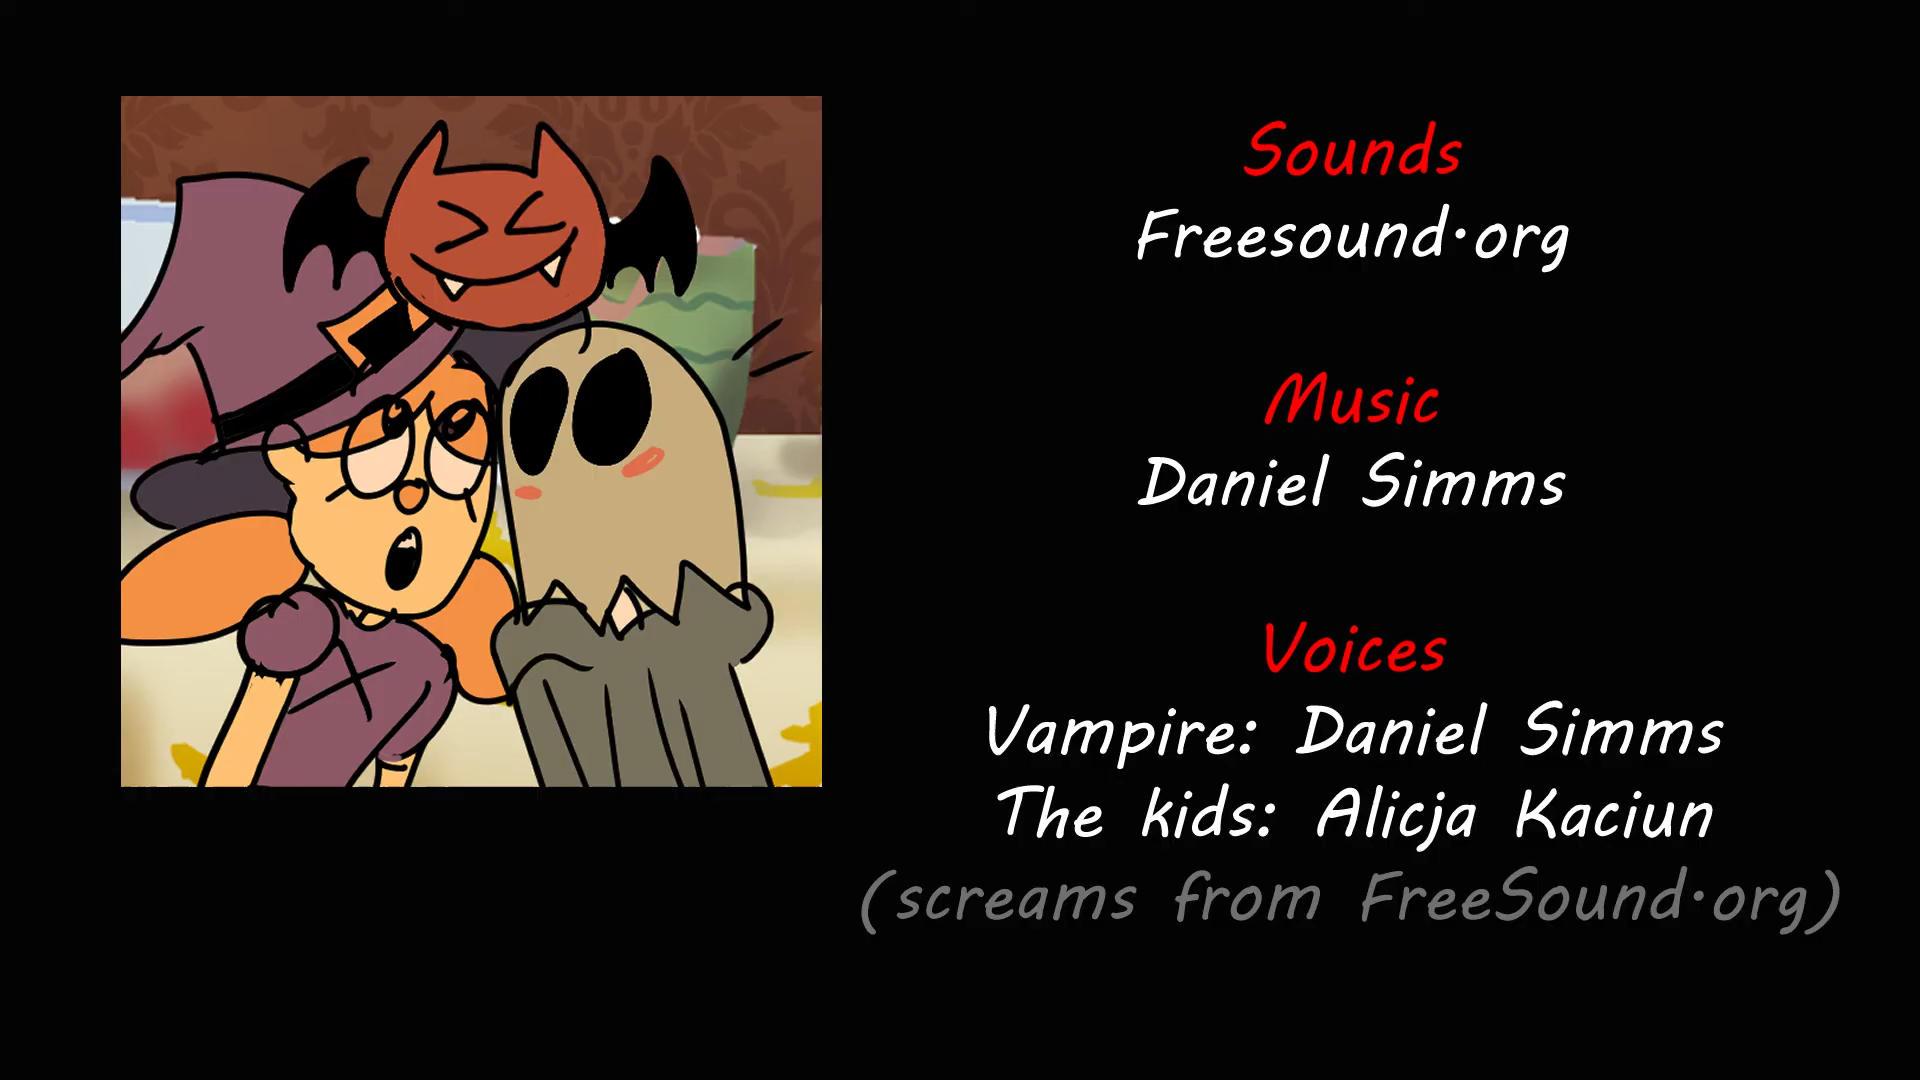 Sounds
Freesound.org
Music
Daniel Simms
Voices
Vampire: Daniel Simms
The kids: Alicja Kaciun
(screams from FreeSound.org)